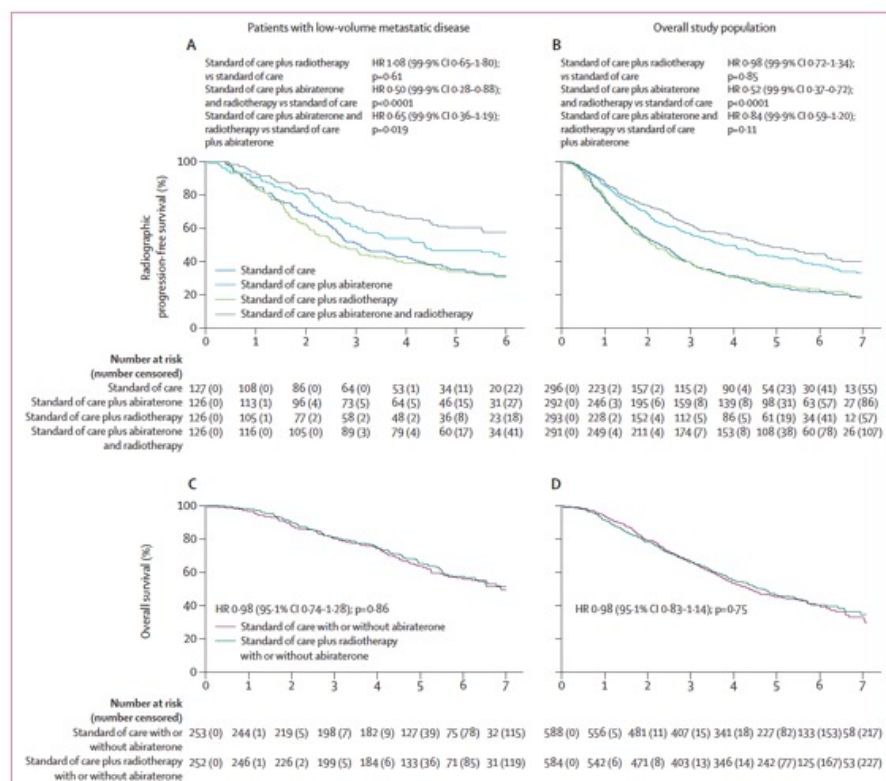 Patients with low-volume metastatic disease
Overall study population
A
Standard of care plus radiotherapy HR 1·08 (99·9% CI 0·65–1·80);
vs standard of care p=0·61
Standard of care plus abiraterone HR 0·50 (99·9% CI 0·28–0·88);
and radiotherapy vs standard of care p<0·0001
Standard of care plus abiraterone and HR 0·65 (99·9% CI 0·36–1·19);
radiotherapy vs standard of care p=0·019
plus abiraterone
B
Standard of care plus radiotherapy HR 0·98 (99·9% CI 0·72–1·34);
vs standard of care p=0·85
Standard of care plus abiraterone HR 0·52 (99·9% CI 0·37–0·72);
and radiotherapy vs standard of care p<0·0001
Standard of care plus abiraterone and HR 0·84 (99·9% CI 0·59–1·20);
radiotherapy vs standard of care p=0·11
plus abiraterone
Radiographic
progression-free survival (%)
100
80
60
40
20
0
Standard of care
Standard of care plus abiraterone
Standard of care plus radiotherapy
Standard of care plus abiraterone and radiotherapy
0 1 2 3 4 5 6
0 1 2 3 4 5 6 7
Number at risk
(number censored)
Standard of care 127 (0) 108 (0) 86 (0) 64 (0) 53 (1) 34 (11) 20 (22) 296 (0) 223 (2) 157 (2) 115 (2) 90 (4) 54 (23) 30 (41) 13 (55)
Standard of care plus abiraterone 126 (0) 113 (1) 96 (4) 73 (5) 64 (5) 46 (15) 31 (27) 292 (0) 246 (3) 195 (6) 159 (8) 139 (8) 98 (31) 63 (57) 27 (86)
Standard of care plus radiotherapy 126 (0) 105 (1) 77 (2) 58 (2) 48 (2) 36 (8) 23 (18) 293 (0) 228 (2) 152 (4) 112 (5) 86 (5) 61 (19) 34 (41) 12 (57)
Standard of care plus abiraterone 126 (0) 116 (0) 105 (0) 89 (3) 79 (4) 60 (17) 34 (41) 291 (0) 249 (4) 211 (4) 174 (7) 153 (8) 108 (38) 60 (78) 26 (107)
and radiotherapy
C
D
Overall survival (%)
100
80
60
40
20
0
HR 0·98 (95·1% CI 0·74–1·28); p=0·86
Standard of care with or without abiraterone
Standard of care plus radiotherapy
with or without abiraterone
HR 0·98 (95·1% CI 0·83–1·14); p=0·75
0 1 2 3 4 5 6 7
0 1 2 3 4 5 6 7
Number at risk
(number censored)
Standard of care with or 253 (0) 244 (1) 219 (5) 198 (7) 182 (9) 127 (39) 75 (78) 32 (115) 588 (0) 556 (5) 481 (11) 407 (15) 341 (18) 227 (82) 133 (153) 58 (217)
without abiraterone
Standard of care plus radiotherapy 252 (0) 246 (1) 226 (2) 199 (5) 184 (6) 133 (36) 71 (85) 31 (119) 584 (0) 542 (6) 471 (8) 403 (13) 346 (14) 242 (77) 125 (167) 53 (227)
with or without abiraterone